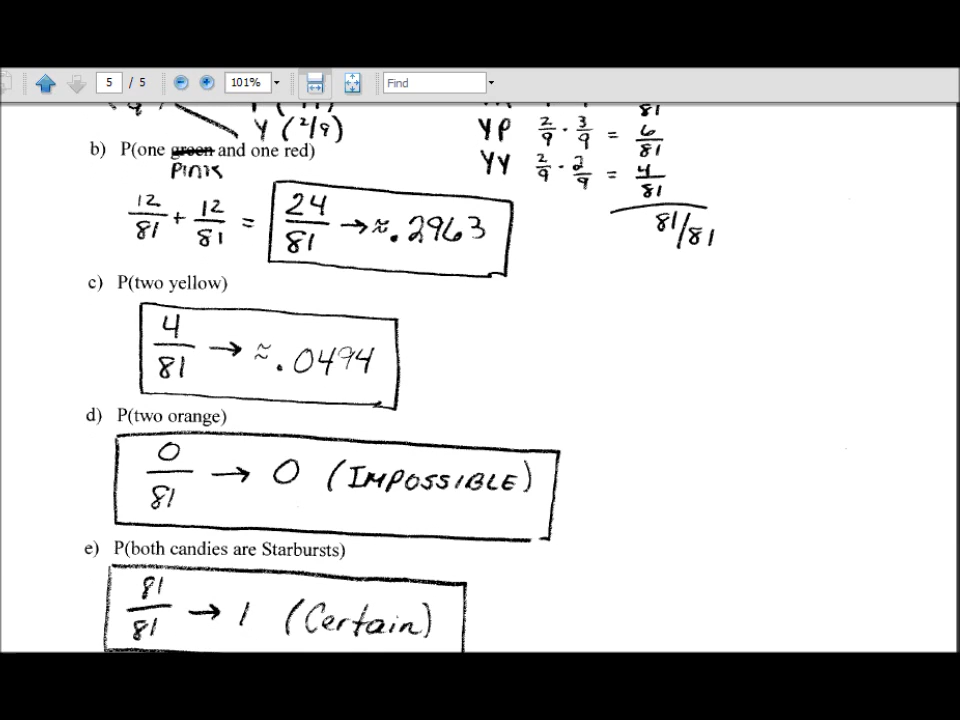 5 / 5 101% Find
81
Y (2/9)
YP 2/9 · 3/9 = 6/81
b) P(one green and one red)
Pink
YY 2/9 · 2/9 = 4/81
81/81
12/81 + 12/81 = 24/81 → ≈ .2963
c) P(two yellow)
4/81 → ≈ .0494
d) P(two orange)
0/81 → 0 (IMPOSSIBLE)
e) P(both candies are Starbursts)
81/81 → 1 (Certain)